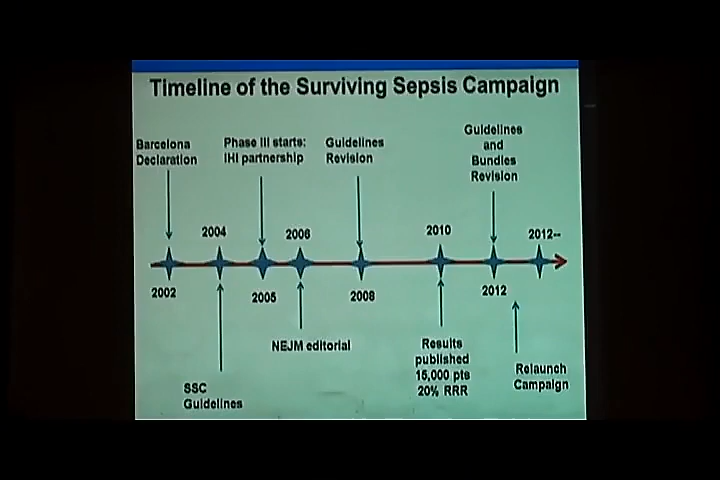 Timeline of the Surviving Sepsis Campaign
Barcelona
Declaration
Phase III starts:
IHI partnership
Guidelines
Revision
Guidelines
and
Bundles
Revision
2004
2006
2010
2012--
2002
2005
2008
2012
NEJM editorial
Results
published
15,000 pts
20% RRR
Relaunch
Campaign
SSC
Guidelines